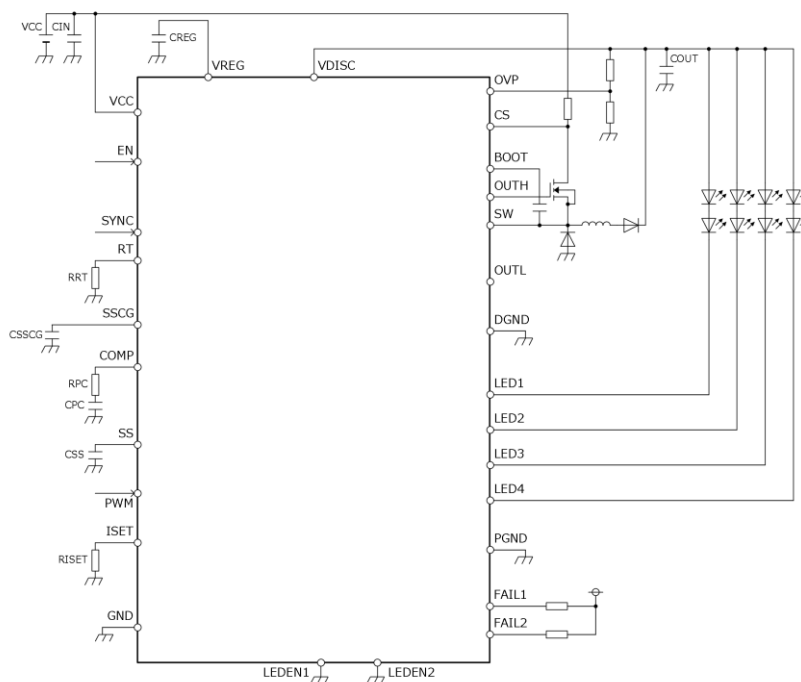 VCC
CIN
CREG
VREG
VDISC
COUT
OVP
VCC
CS
EN
BOOT
OUTH
SYNC
SW
RT
RRT
OUTL
SSCG
CSSCG
DGND
COMP
RPC
LED1
CPC
LED2
SS
CSS
LED3
PWM
LED4
ISET
RISET
PGND
FAIL1
GND
FAIL2
LEDEN1
LEDEN2